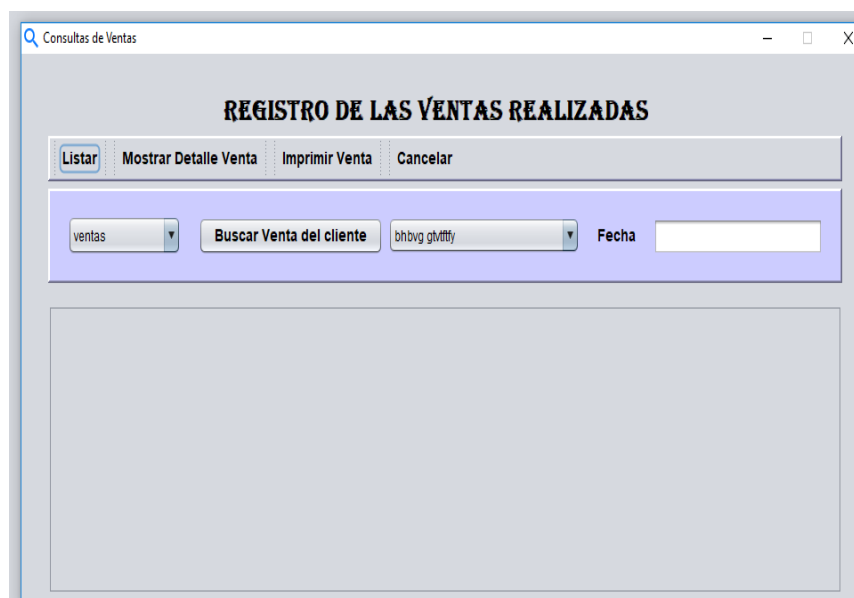 Consultas de Ventas
REGISTRO DE LAS VENTAS REALIZADAS
Listar Mostrar Detalle Venta Imprimir Venta Cancelar
ventas Buscar Venta del cliente bhbvg Fecha